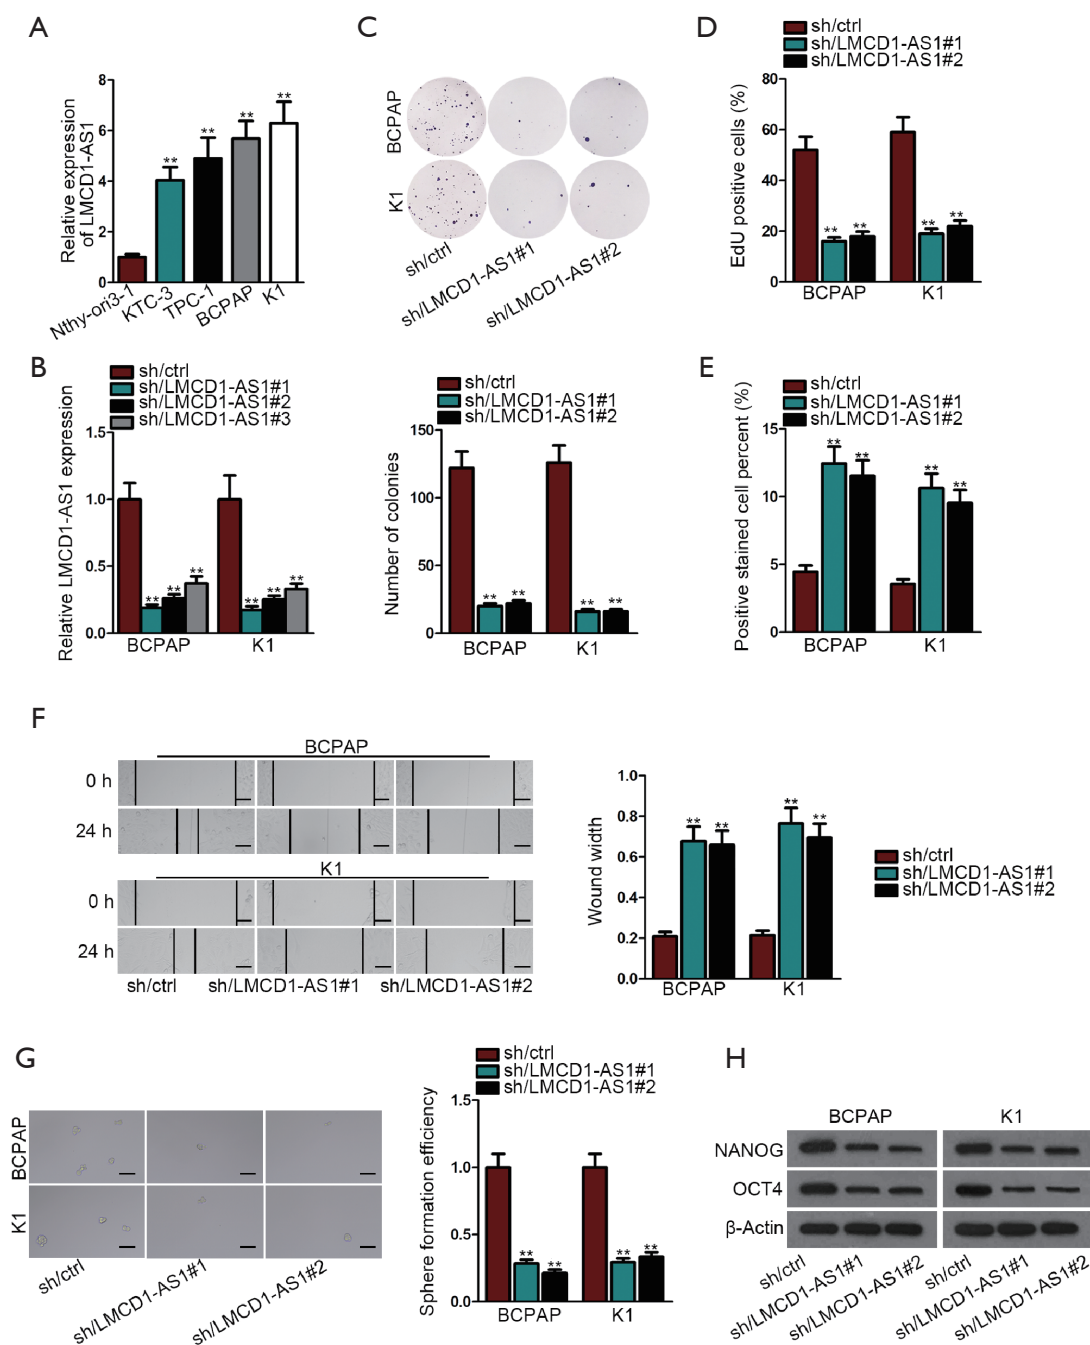 A
Relative expression
of LMCD1-AS1
8
6
4
2
0
**
**
**
**
Nthy-ori3-1
KTC-3
TPC-1
BCPAP
K1
C
BCPAP
K1
sh/ctrl
sh/LMCD1-AS1#1
sh/LMCD1-AS1#2
D
sh/ctrl
sh/LMCD1-AS1#1
sh/LMCD1-AS1#2
EdU positive cells (%)
80
60
40
20
0
** **
** **
BCPAP K1
B
sh/ctrl
sh/LMCD1-AS1#1
sh/LMCD1-AS1#2
sh/LMCD1-AS1#3
Relative LMCD1-AS1 expression
1.5
1.0
0.5
0.0
** ** **
** ** **
BCPAP K1
sh/ctrl
sh/LMCD1-AS1#1
sh/LMCD1-AS1#2
Number of colonies
150
100
50
0
** **
** **
BCPAP K1
E
sh/ctrl
sh/LMCD1-AS1#1
sh/LMCD1-AS1#2
Positive stained cell percent (%)
15
10
5
0
** **
** **
BCPAP K1
F
BCPAP
0 h
24 h
K1
0 h
24 h
sh/ctrl sh/LMCD1-AS1#1 sh/LMCD1-AS1#2
Wound width
1.0
0.8
0.6
0.4
0.2
0.0
** **
** **
BCPAP K1
sh/ctrl
sh/LMCD1-AS1#1
sh/LMCD1-AS1#2
G
BCPAP
K1
sh/ctrl
sh/LMCD1-AS1#1
sh/LMCD1-AS1#2
sh/ctrl
sh/LMCD1-AS1#1
sh/LMCD1-AS1#2
Sphere formation efficiency
1.5
1.0
0.5
0.0
** **
** **
BCPAP K1
H
BCPAP K1
NANOG
OCT4
β-Actin
sh/ctrl
sh/LMCD1-AS1#1
sh/LMCD1-AS1#2
sh/ctrl
sh/LMCD1-AS1#1
sh/LMCD1-AS1#2